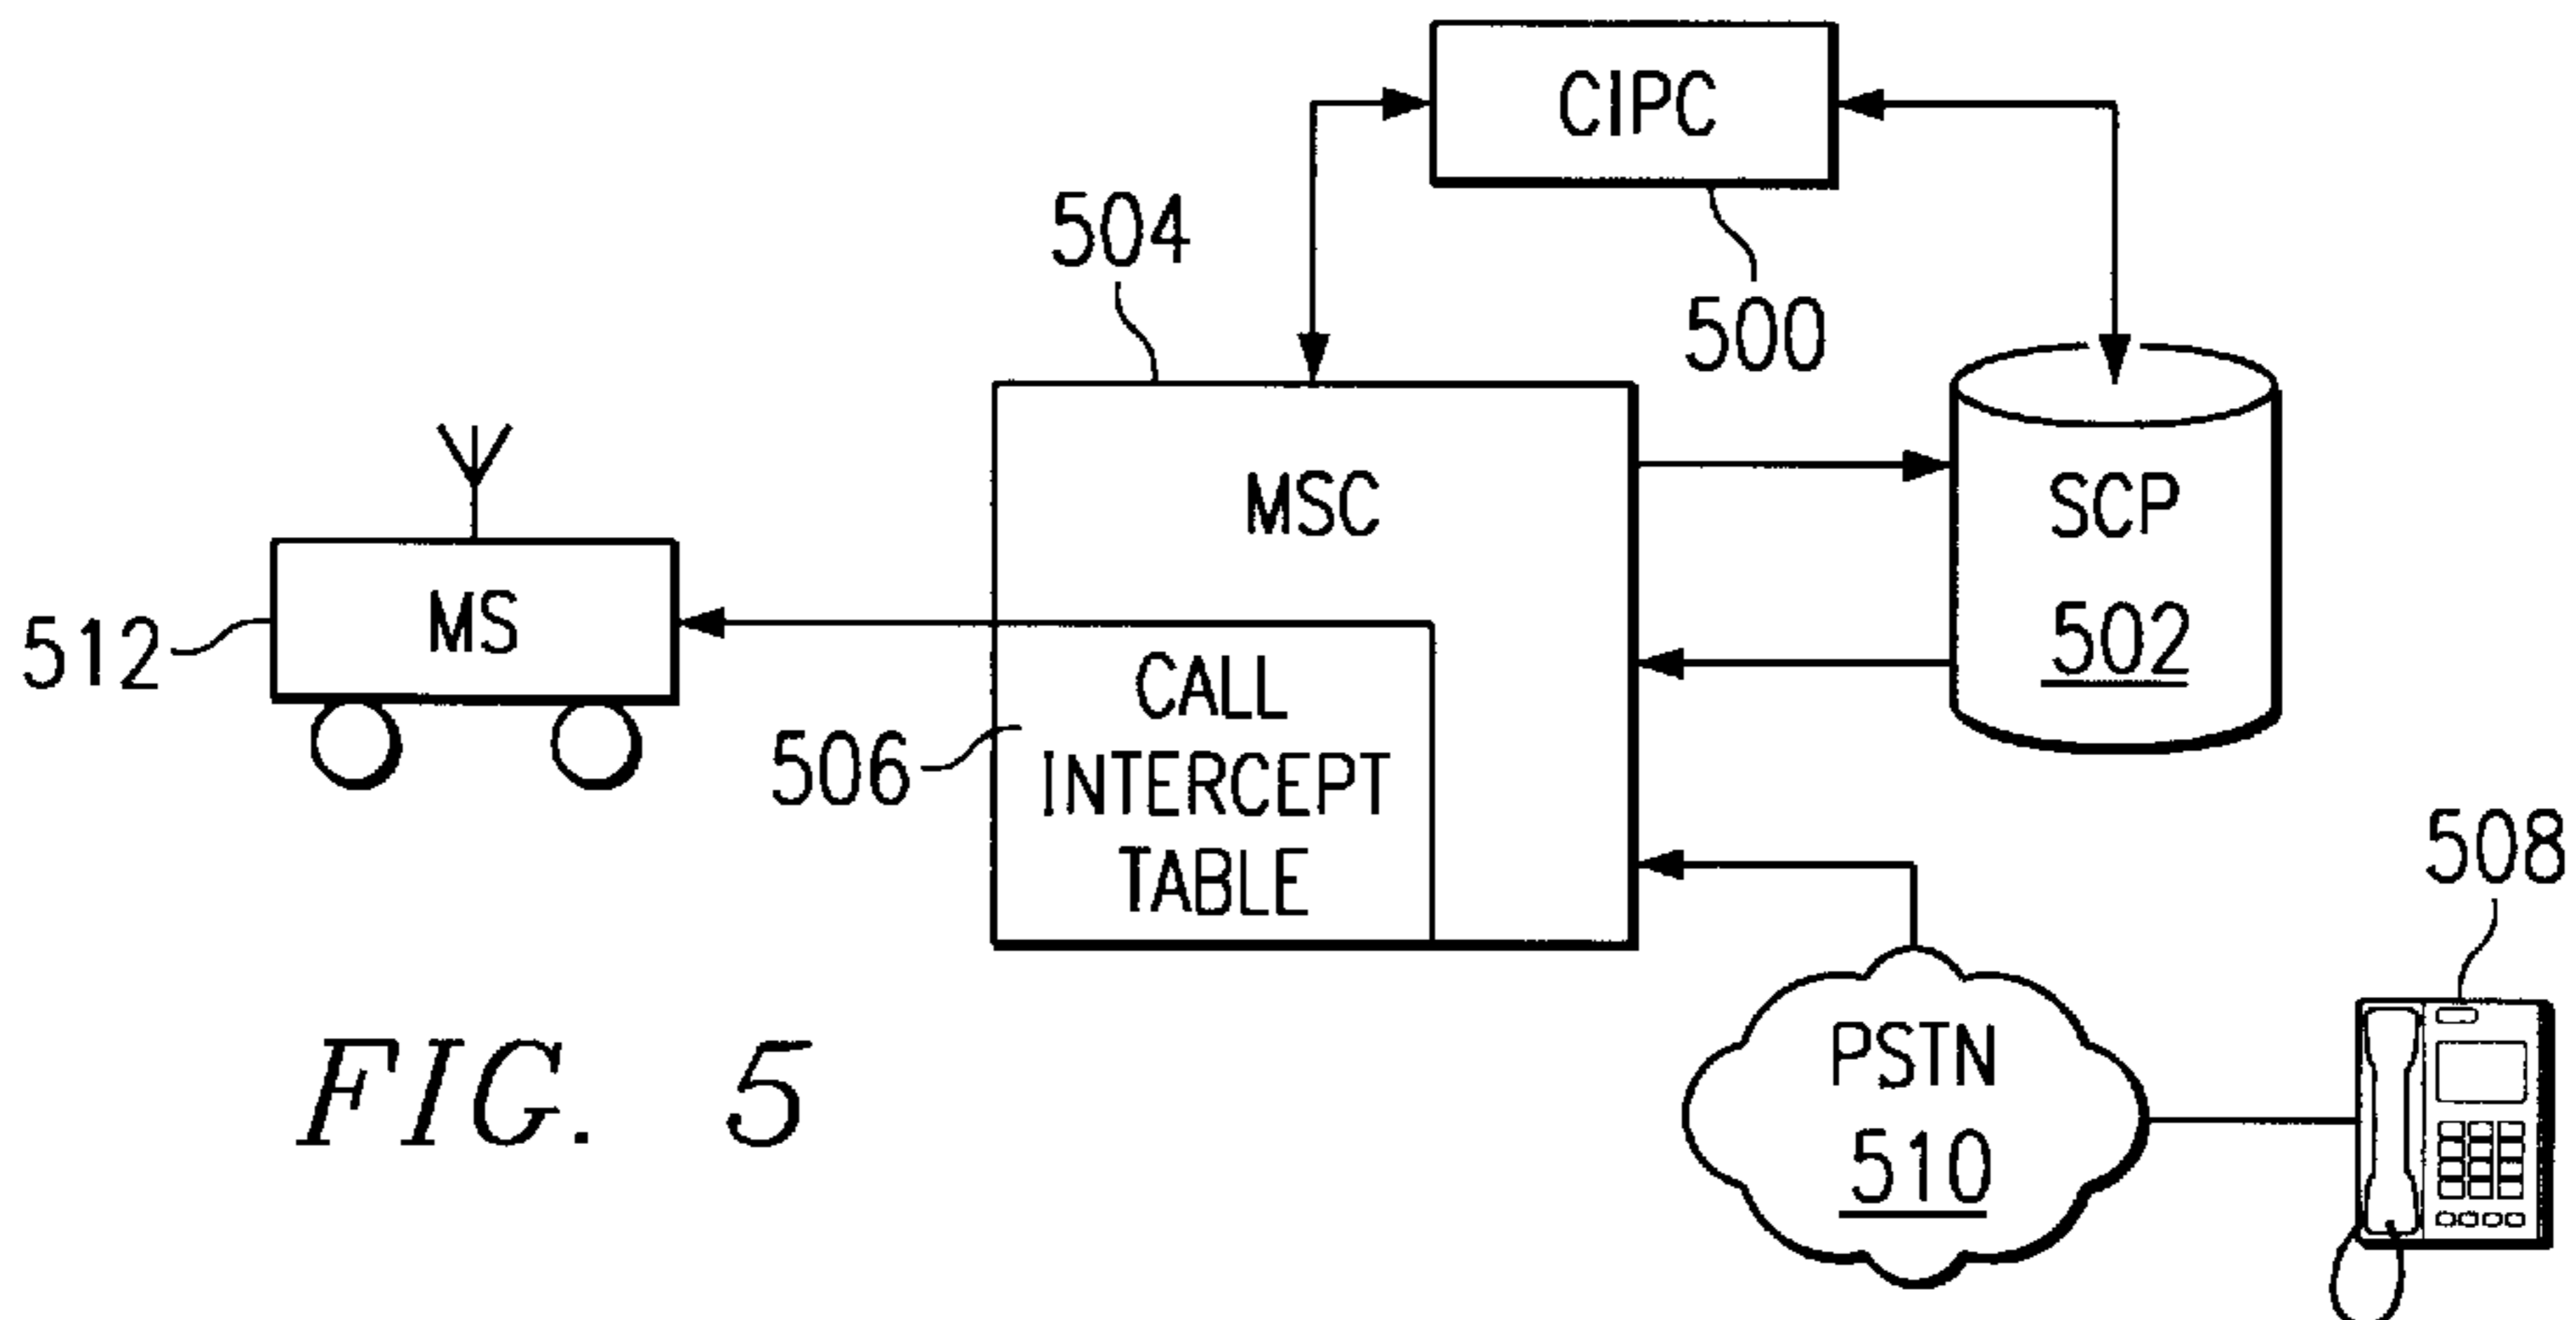 CIPC
504
500
MSC
SCP
502
MS
512
CALL
INTERCEPT
TABLE
506
508
PSTN
510
FIG. 5